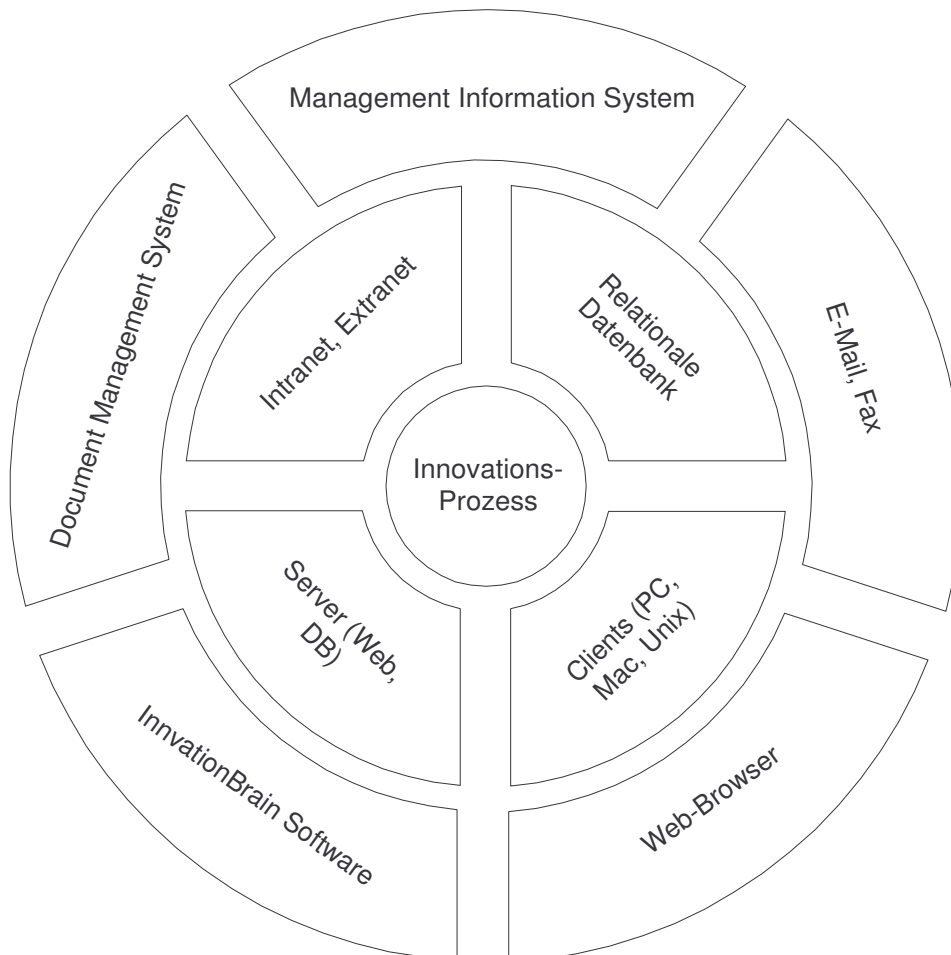 Management Information System
Document Management System
Intranet, Extranet
Relationale
Datenbank
E-Mail, Fax
Innovations-
Prozess
Server (Web,
DB)
Clients (PC,
Mac, Unix)
InnvationBrain Software
Web-Browser